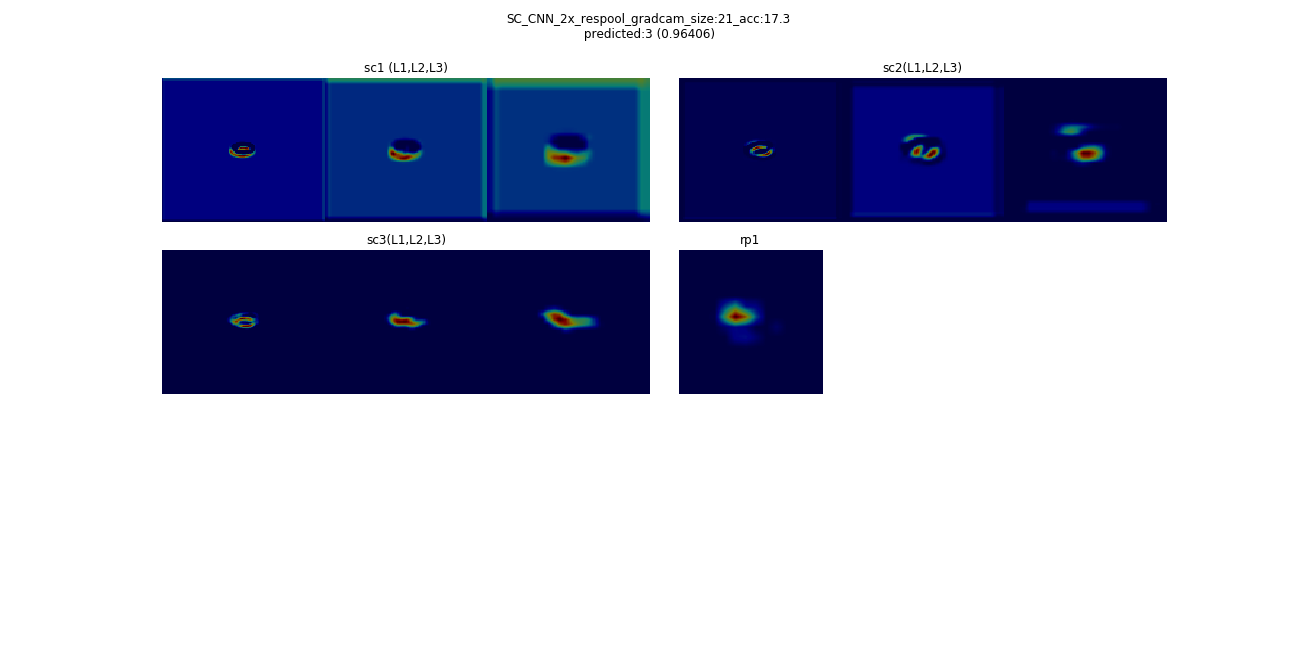 SC_CNN_2x_respool_gradcam_size:21_acc:17.3
predicted:3 (0.96406)
sc1 (L1,L2,L3)
sc2(L1,L2,L3)
sc3(L1,L2,L3)
rp1